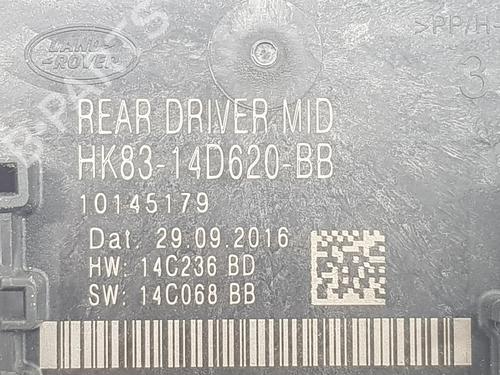 LAND
ROVER
>PP/H
3
REAR DRIVER MID
HK83-14D620-BB
10145179
Dat. 29.09.2016
HW: 14C236 BD
SW: 14C068 BB